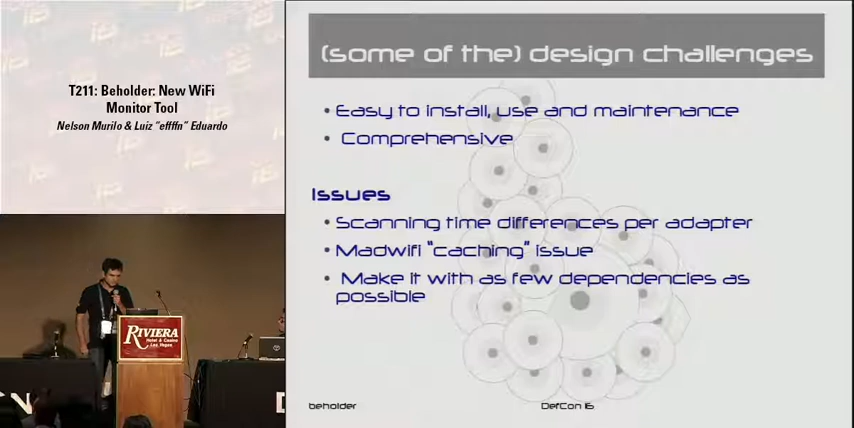 T211: Beholder: New WiFi
Monitor Tool
Nelson Murilo & Luiz "effffn" Eduardo
RIVIERA
Hotel & Casino
Las Vegas
(some of the) design challenges
• Easy to install, use and maintenance
• Comprehensive
Issues
• Scanning time differences per adapter
• Madwifi "caching" issue
• Make it with as few dependencies as
possible
beholder
DefCon 16